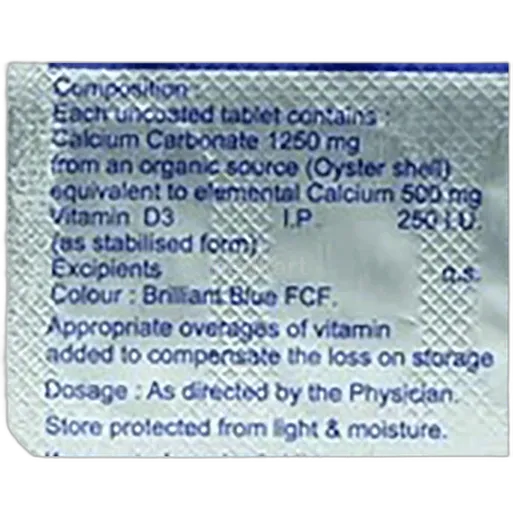 Composition :
Each uncoated tablet contains :
Calcium Carbonate 1250 mg
from an organic source (Oyster shell)
equivalent to elemental Calcium 500 mg
Vitamin D3 I.P. 250 I.U.
(as stabilised form)
Excipients q.s.
Colour : Brilliant Blue FCF.
Appropriate overages of vitamin
added to compensate the loss on storage
Dosage : As directed by the Physician.
Store protected from light & moisture.